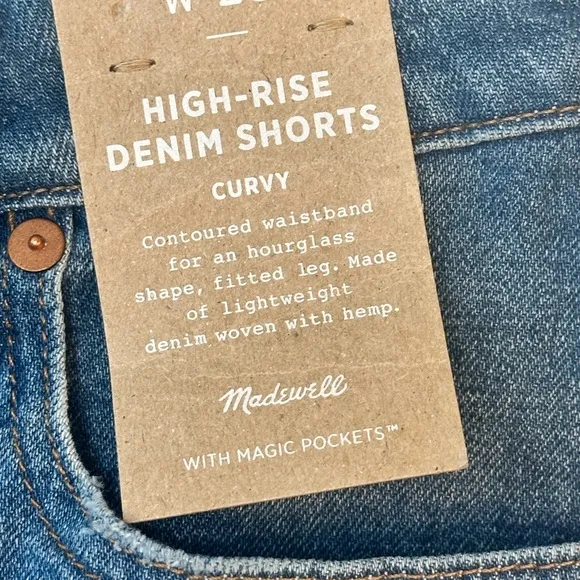 HIGH-RISE
DENIM SHORTS
CURVY
Contoured waistband
for an hourglass
shape, fitted leg. Made
of lightweight
denim woven with hemp.
Madewell
WITH MAGIC POCKETS™